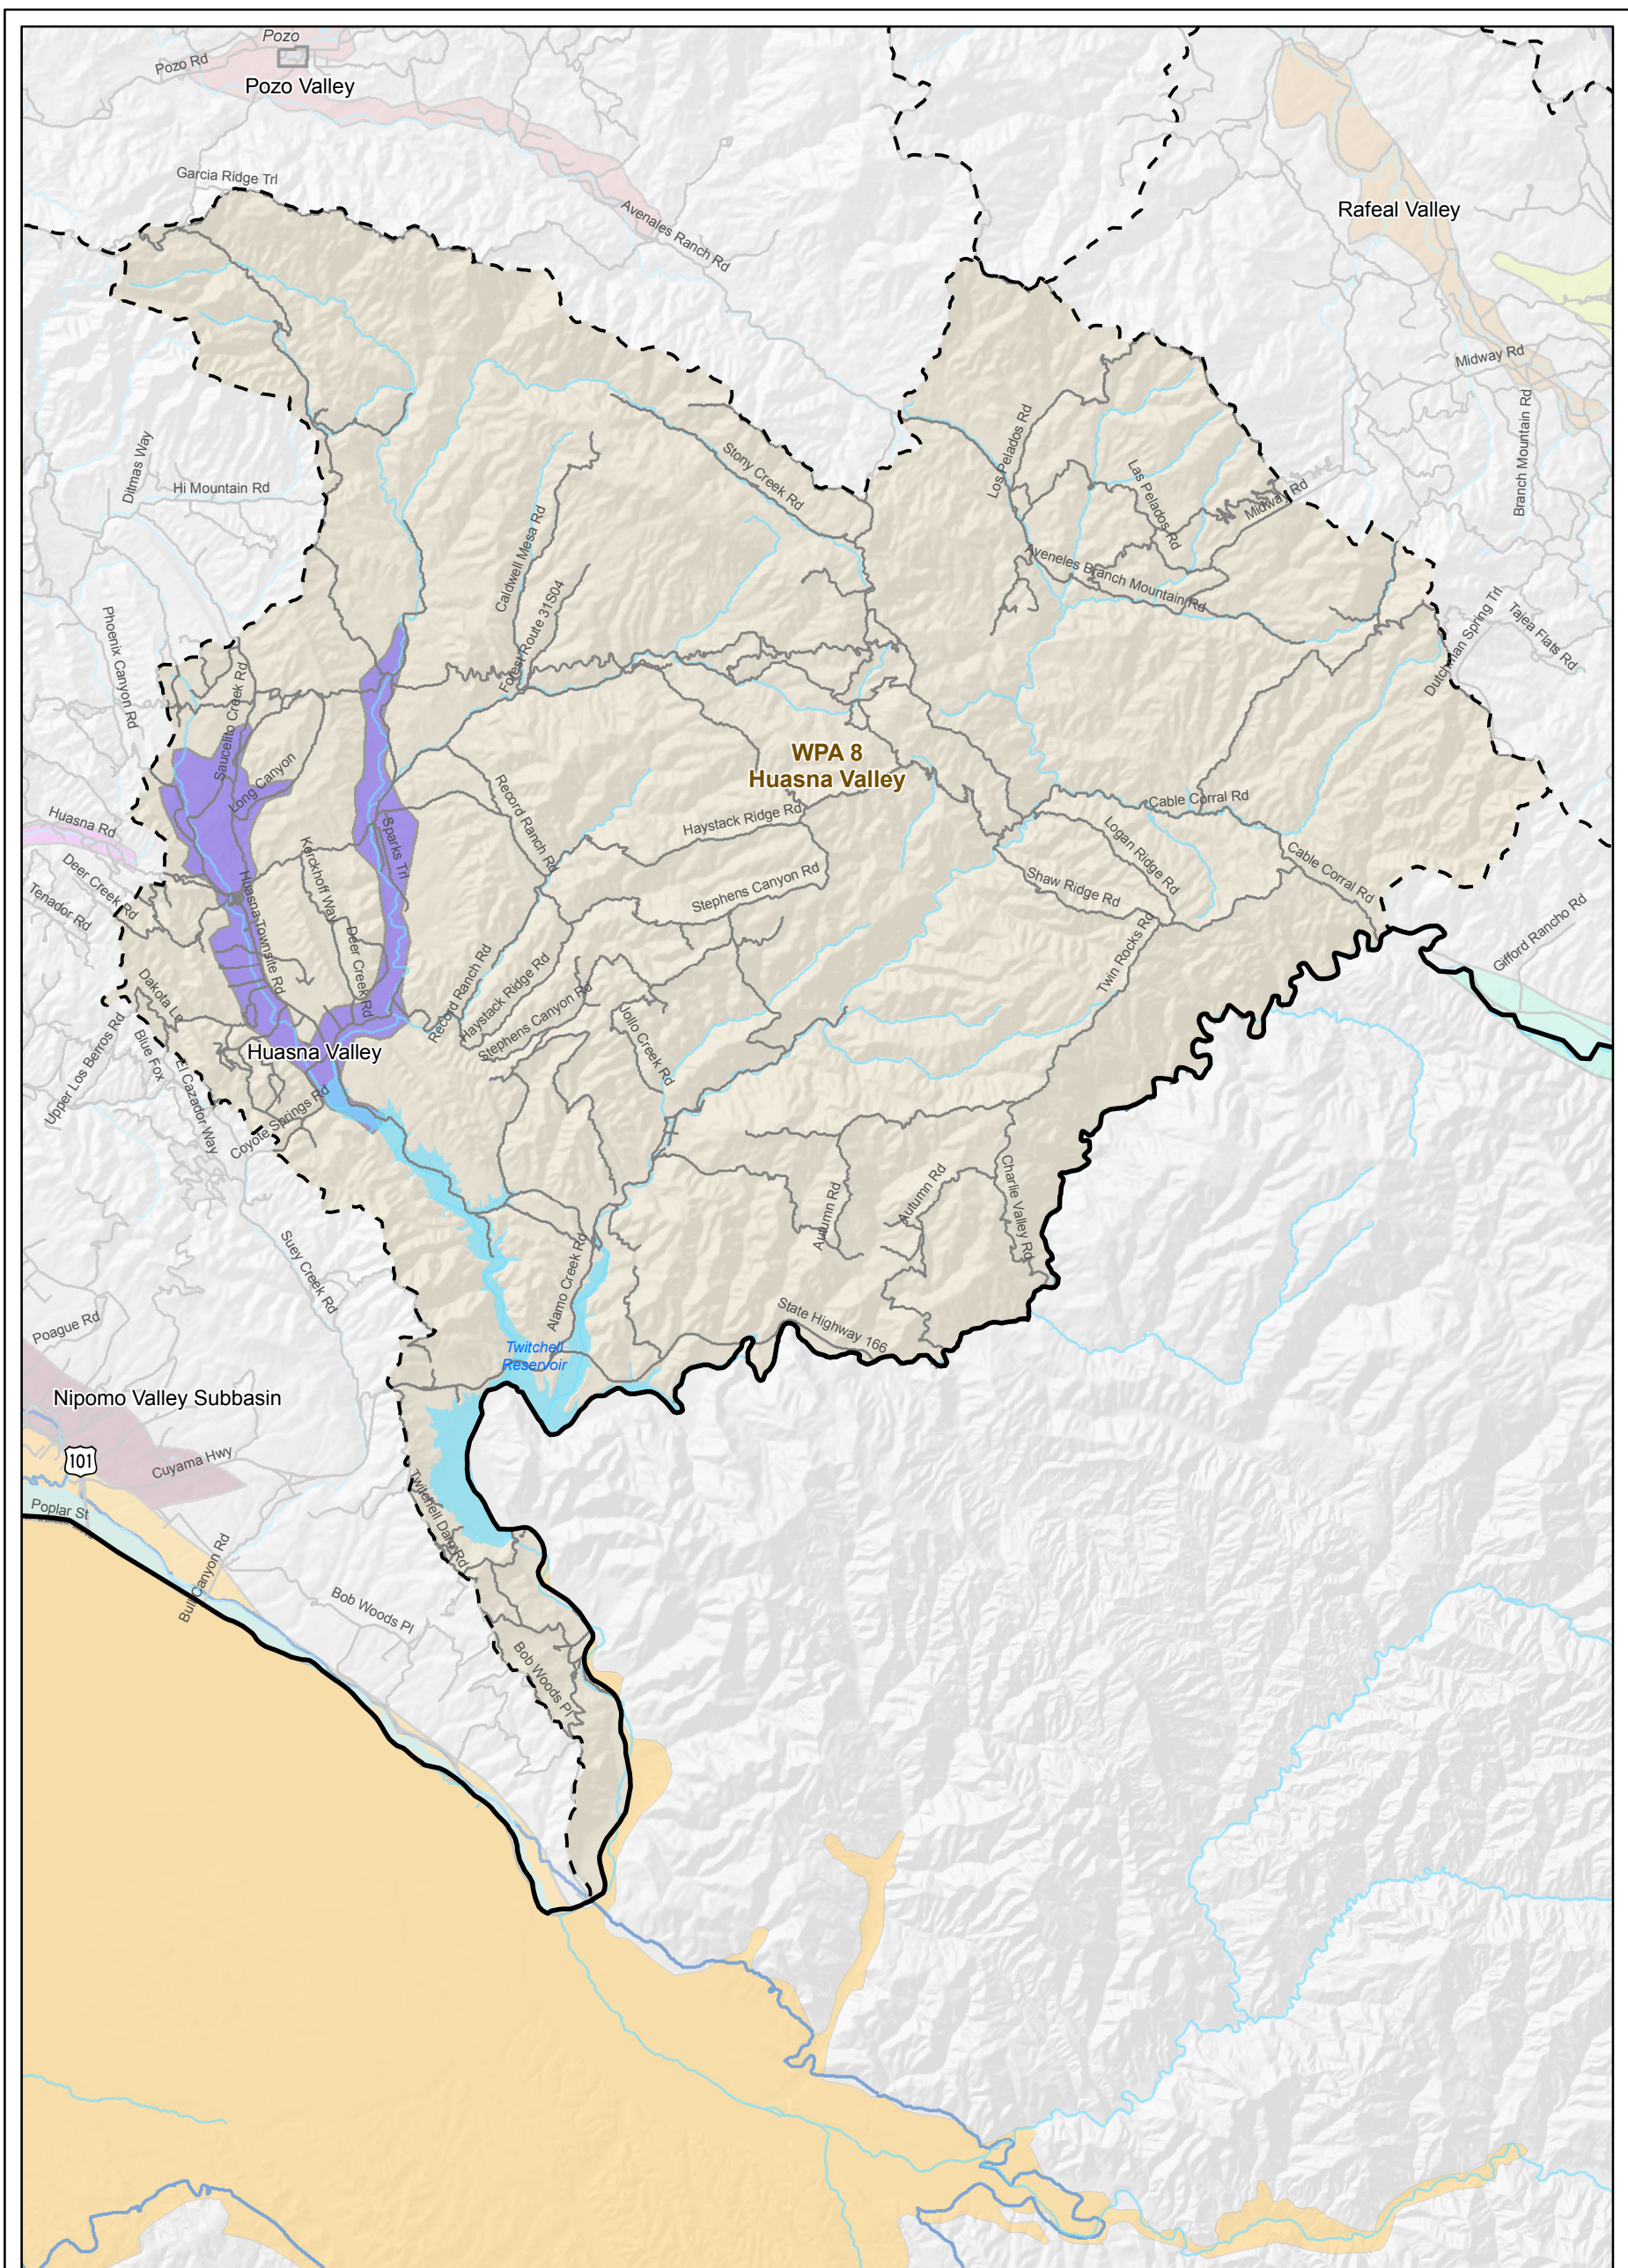 Pozo
Pozo Rd
Pozo Valley
Garcia Ridge Trl
Avenales Ranch Rd
Rafeal Valley
Midway Rd
Branch Mountain Rd
Ditmas Way
Hi Mountain Rd
Stony Creek Rd
Los Pelados Rd
Las Pelados Rd
Midway Rd
Caldwell Mesa Rd
Forest Route 31S04
Aveneles Branch Mountain Rd
Dutchman Spring Trl
Tajea Flats Rd
Phoenix Canyon Rd
Saucelito Creek Rd
Long Canyon
WPA 8
Huasna Valley
Record Ranch Rd
Haystack Ridge Rd
Cable Corral Rd
Logan Ridge Rd
Cable Corral Rd
Huasna Rd
Sparks Trl
Kerckhoff Way
Deer Creek Rd
Tenador Rd
Stephens Canyon Rd
Shaw Ridge Rd
Twin Rocks Rd
Gifford Rancho Rd
Huasna Townsite Rd
Deer Creek Rd
Record Ranch Rd
Haystack Ridge Rd
Stephens Canyon Rd
Jollo Creek Rd
Dakota Ln
Upper Los Berros Rd
Blue Fox
El Cazador Way
Huasna Valley
Coyote Springs Rd
Suey Creek Rd
Autumn Rd
Autumn Rd
Charlie Valley Rd
Alamo Creek Rd
State Highway 166
Poague Rd
Twitchell
Reservoir
Nipomo Valley Subbasin
101
Cuyama Hwy
Poplar St
Twitchell Dam Rd
Bull Canyon Rd
Bob Woods Pl
Bob Woods Pl